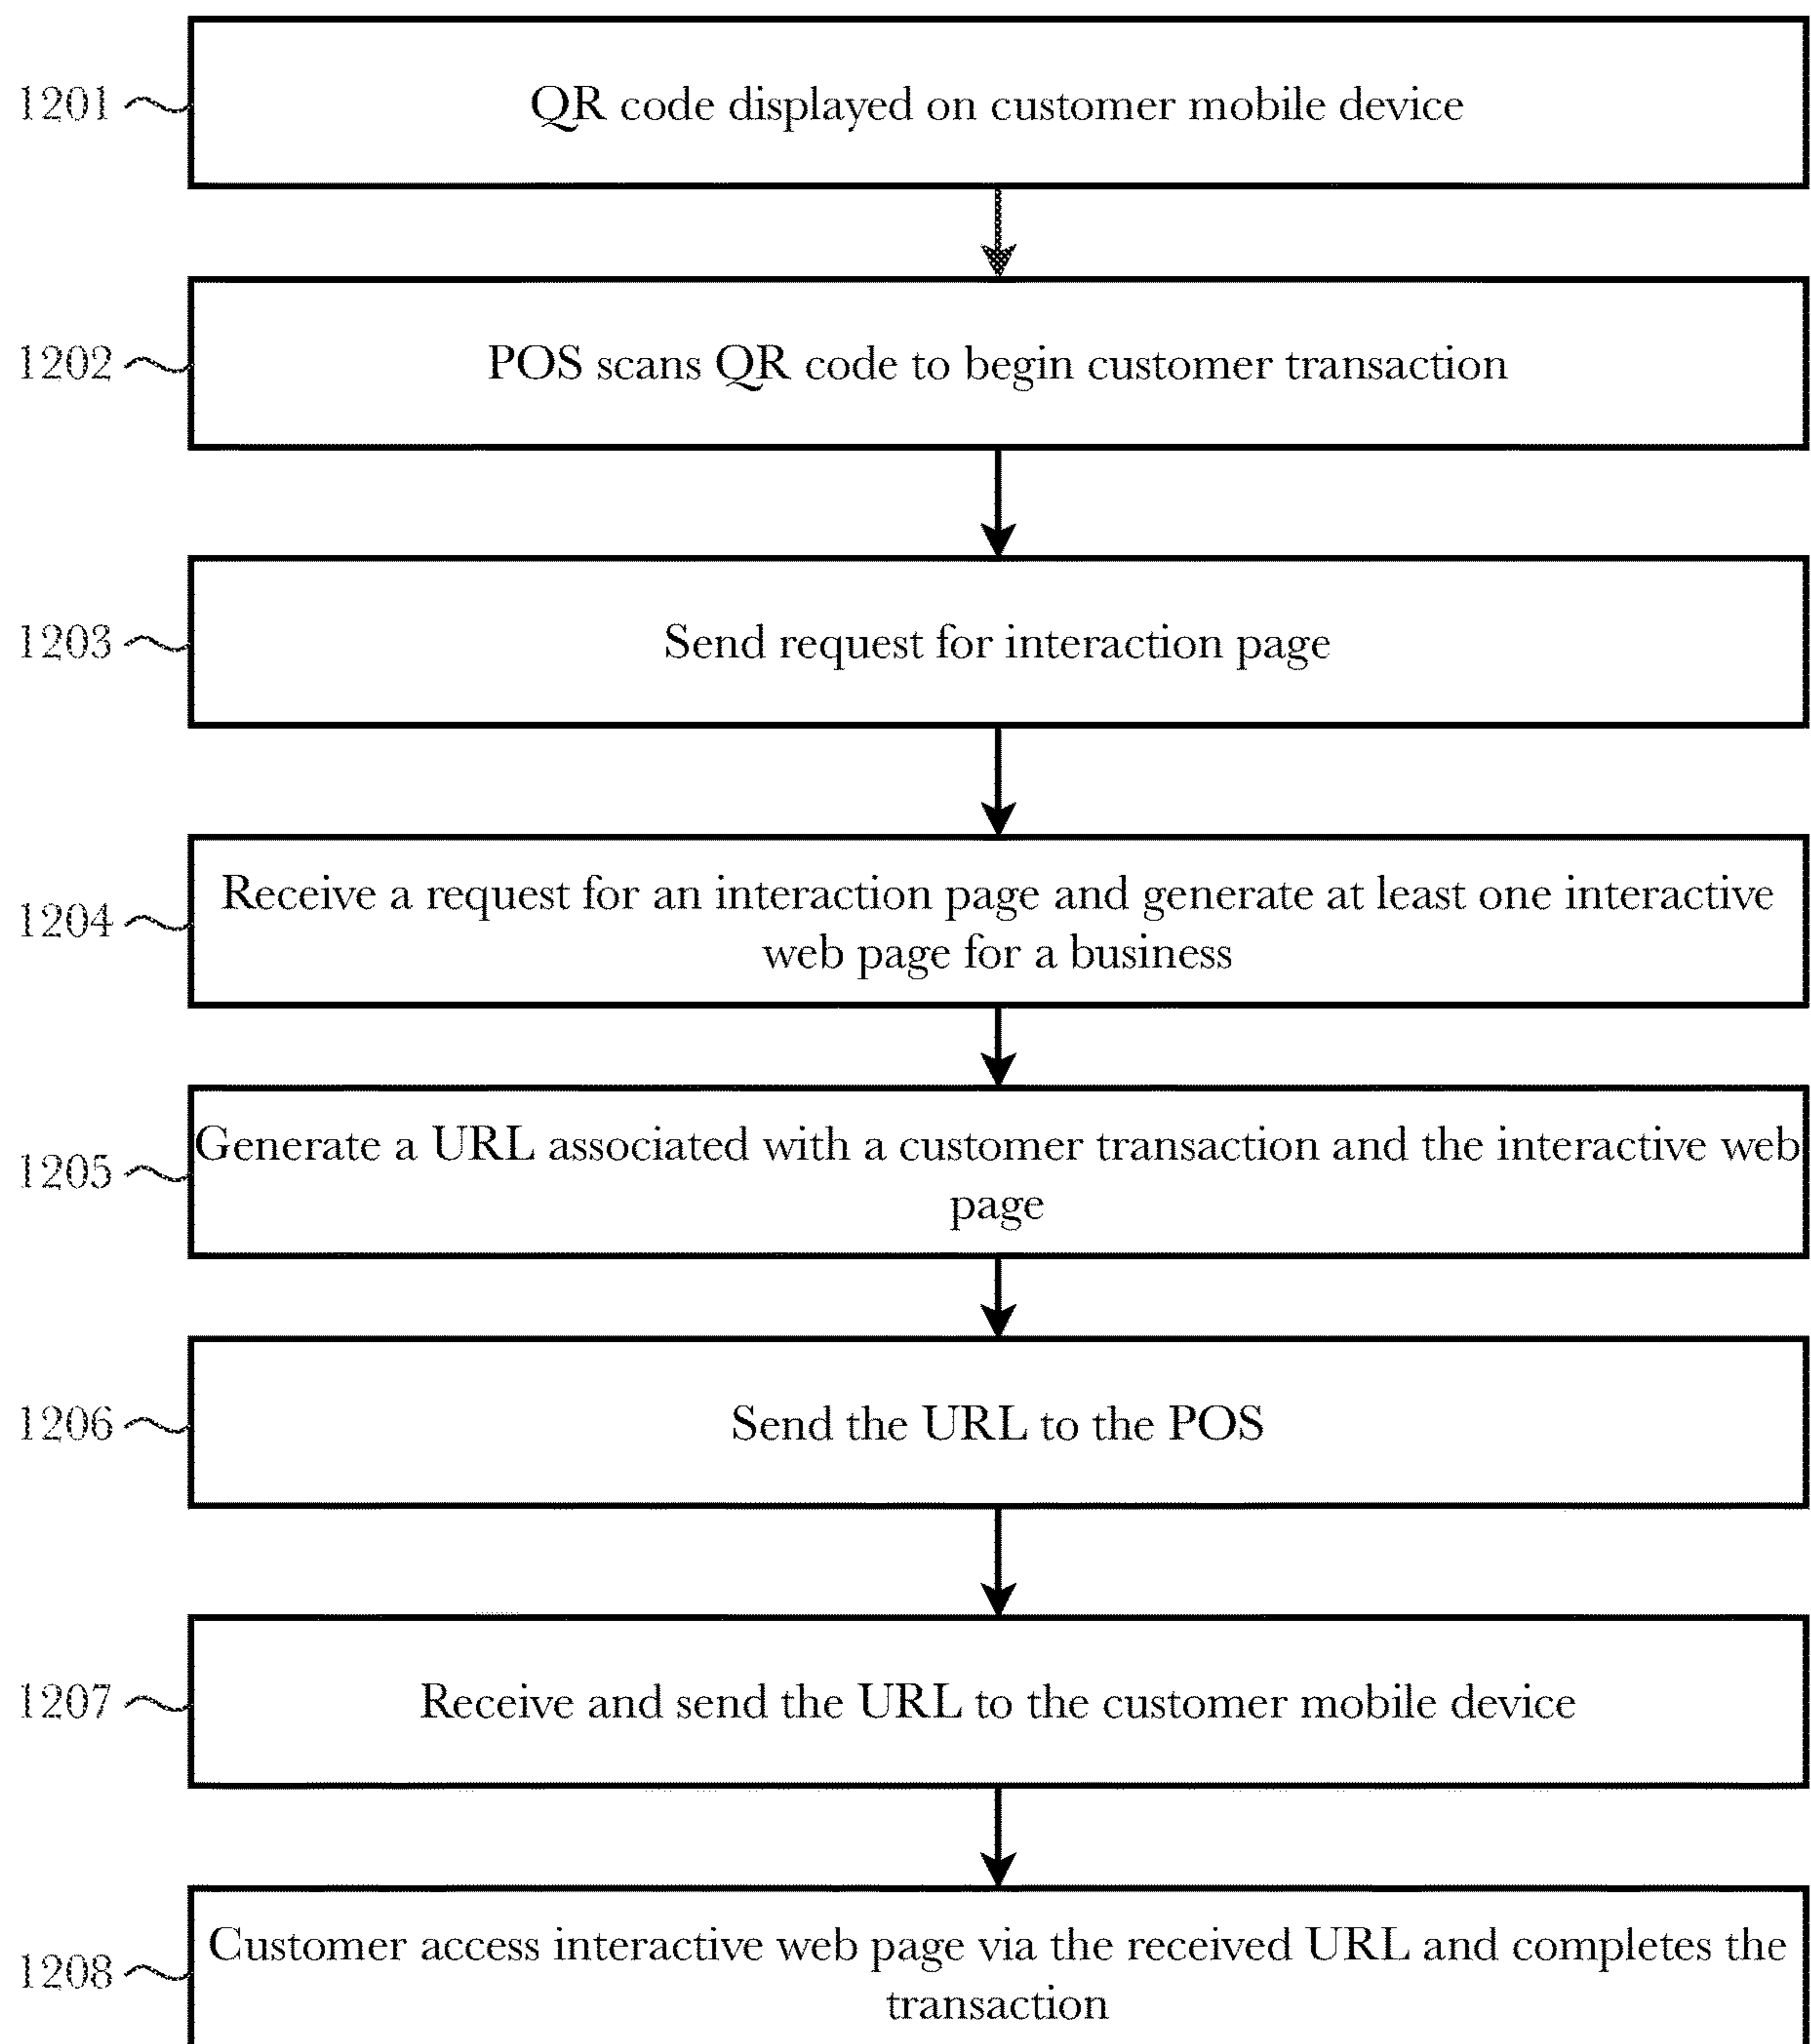 1201
QR code displayed on customer mobile device
1202
POS scans QR code to begin customer transaction
1203
Send request for interaction page
1204
Receive a request for an interaction page and generate at least one interactive
web page for a business
1205
Generate a URL associated with a customer transaction and the interactive web
page
1206
Send the URL to the POS
1207
Receive and send the URL to the customer mobile device
1208
Customer access interactive web page via the received URL and completes the
transaction